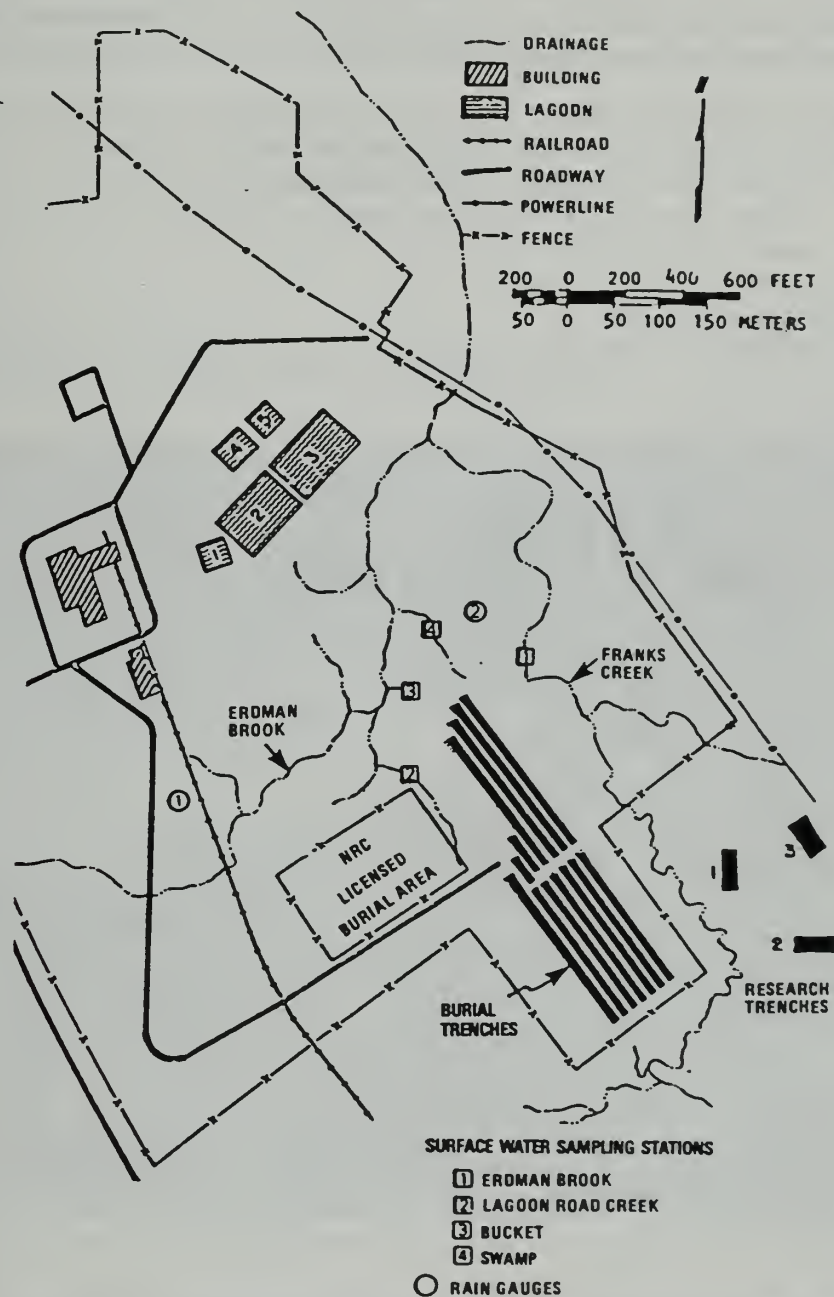 DRAINAGE
BUILDING
LAGOON
RAILROAD
ROADWAY
POWERLINE
FENCE
200 0 200 400 600 FEET
50 0 50 100 150 METERS
5
4
3
2
1
2
4
1
FRANKS
CREEK
3
ERDMAN
BROOK
2
1
NRC
LICENSED
BURIAL AREA
3
1
2
RESEARCH
TRENCHES
BURIAL
TRENCHES
SURFACE WATER SAMPLING STATIONS
1 ERDMAN BROOK
2 LAGOON ROAD CREEK
3 BUCKET
4 SWAMP
RAIN GAUGES